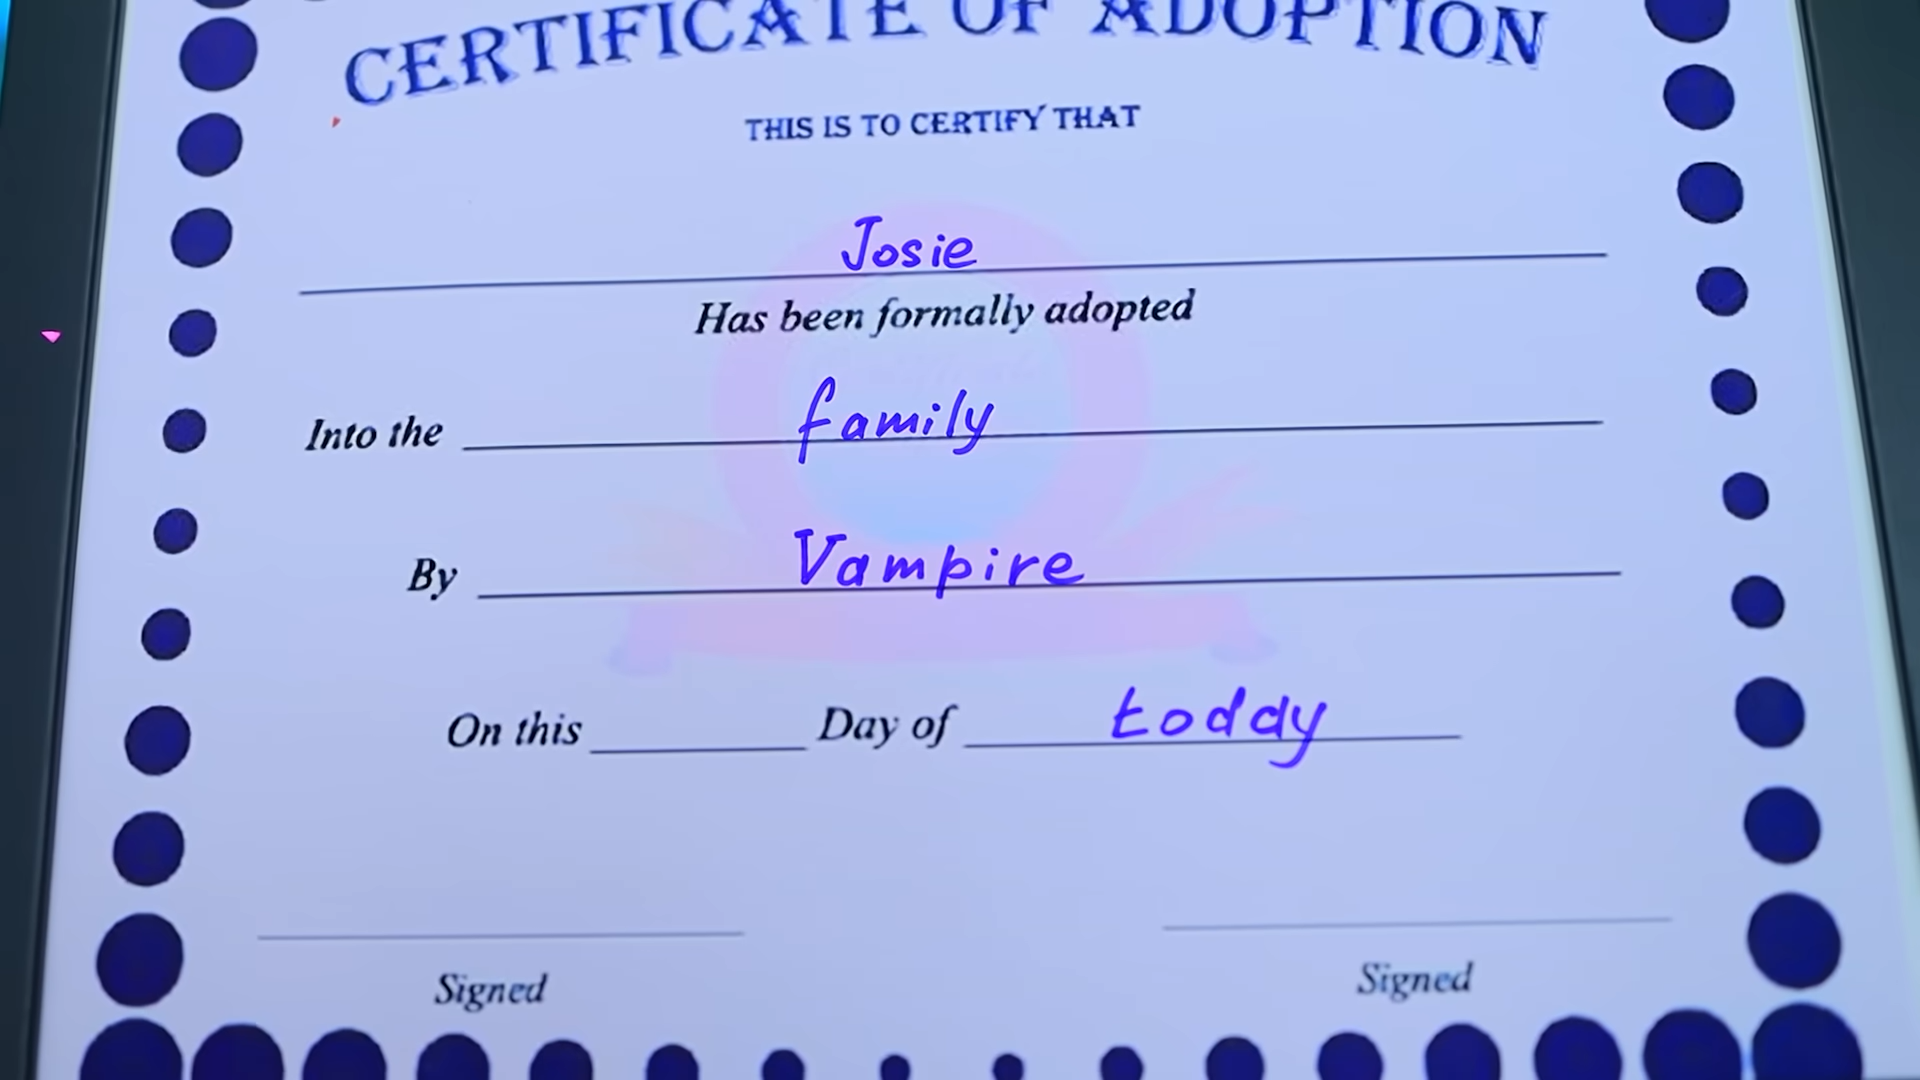 CERTIFICATE OF ADOPTION
THIS IS TO CERTIFY THAT
Josie
Has been formally adopted
Into the family
By Vampire
On this Day of toddy
Signed Signed